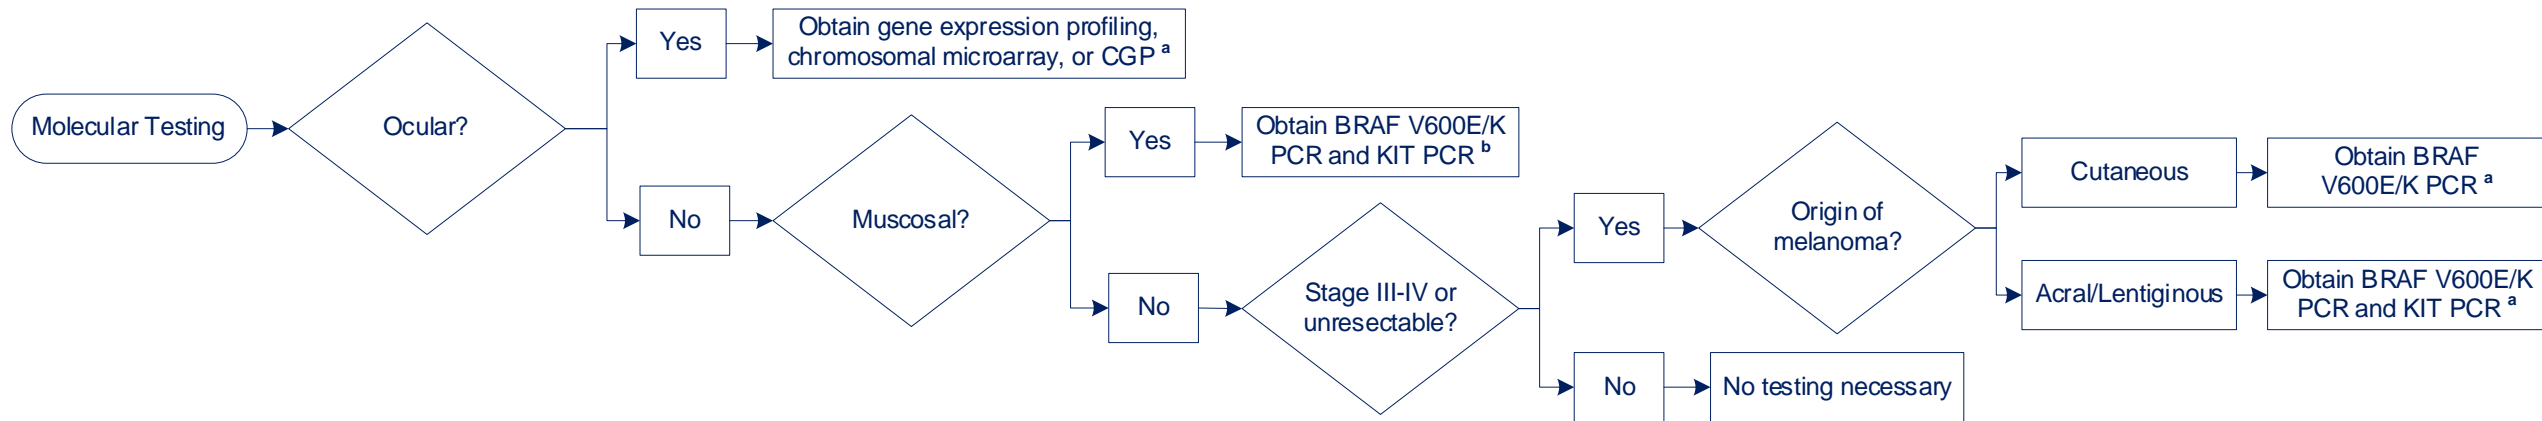 Molecular Testing
Ocular?
Yes
Obtain gene expression profiling,
chromosomal microarray, or CGP a
No
Muscosal?
Yes
Obtain BRAF V600E/K
PCR and KIT PCR b
No
Stage III-IV or
unresectable?
Yes
Origin of
melanoma?
Cutaneous
Obtain BRAF
V600E/K PCR a
Acral/Lentiginous
Obtain BRAF V600E/K
PCR and KIT PCR a
No
No testing necessary